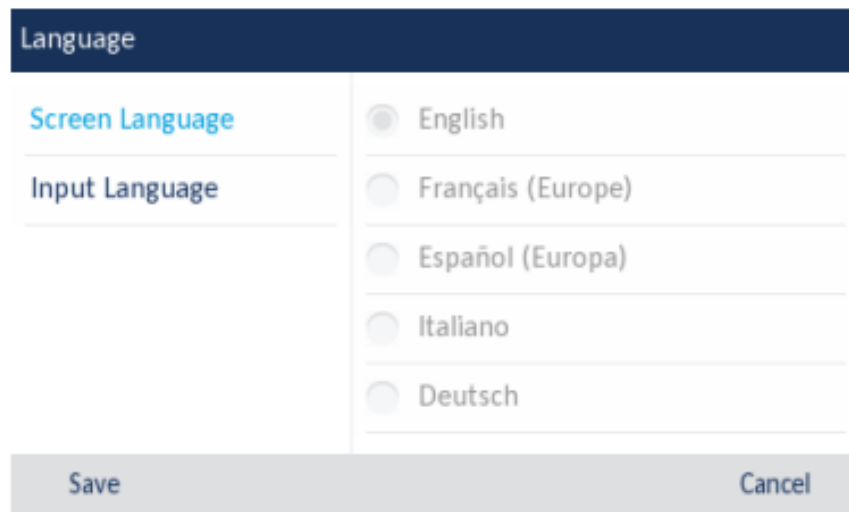 Language
Screen Language
Input Language
English
Français (Europe)
Español (Europa)
Italiano
Deutsch
Save
Cancel